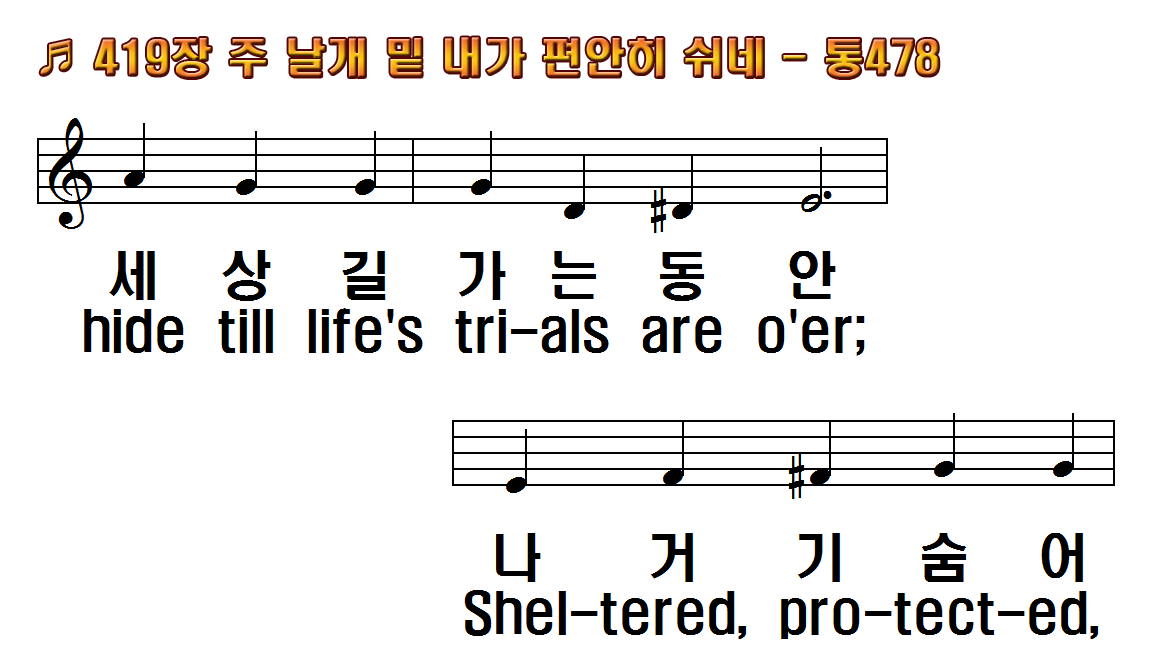 ♬ 419장 주 날개 밑 내가 편안히 쉬네 - 통478
세 상 길 가 는 동 안
hide till life's tri-als are o'er;
나 거 기 숨 어
Shel-tered, pro-tect-ed,